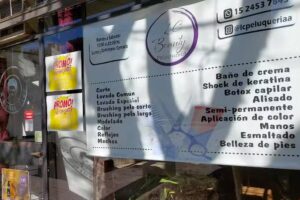 15 2453 7
@lcpeluqueriaa
PROMO!
PROMO!
Corte
Lavado Comun
Lavado Especial
Brushing pelo corto
Brushing pelo largo
Modelado
Color
Reflejos
Mechas
Baño de crema
Shock de keratina
Botox capilar
Alisado
Semi-permanente
Aplicación de color
Manos
Esmaltado
Belleza de pies